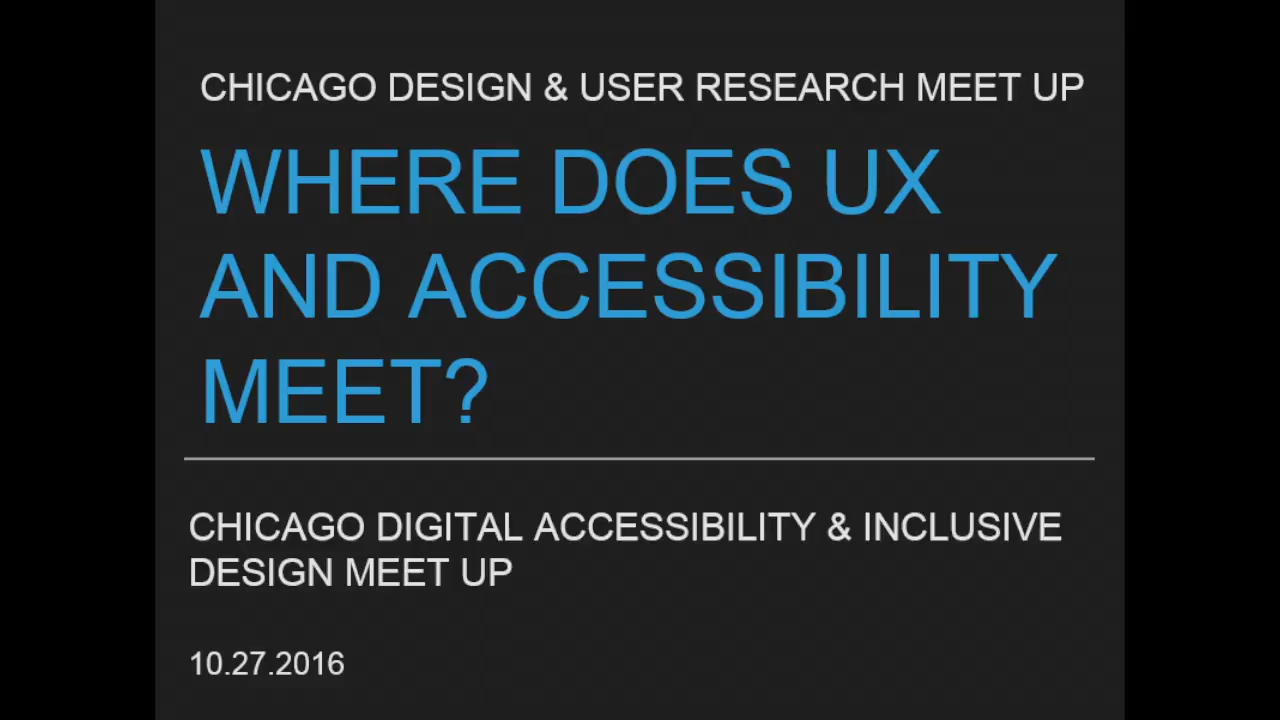 CHICAGO DESIGN & USER RESEARCH MEET UP
WHERE DOES UX
AND ACCESSIBILITY
MEET?
CHICAGO DIGITAL ACCESSIBILITY & INCLUSIVE
DESIGN MEET UP
10.27.2016